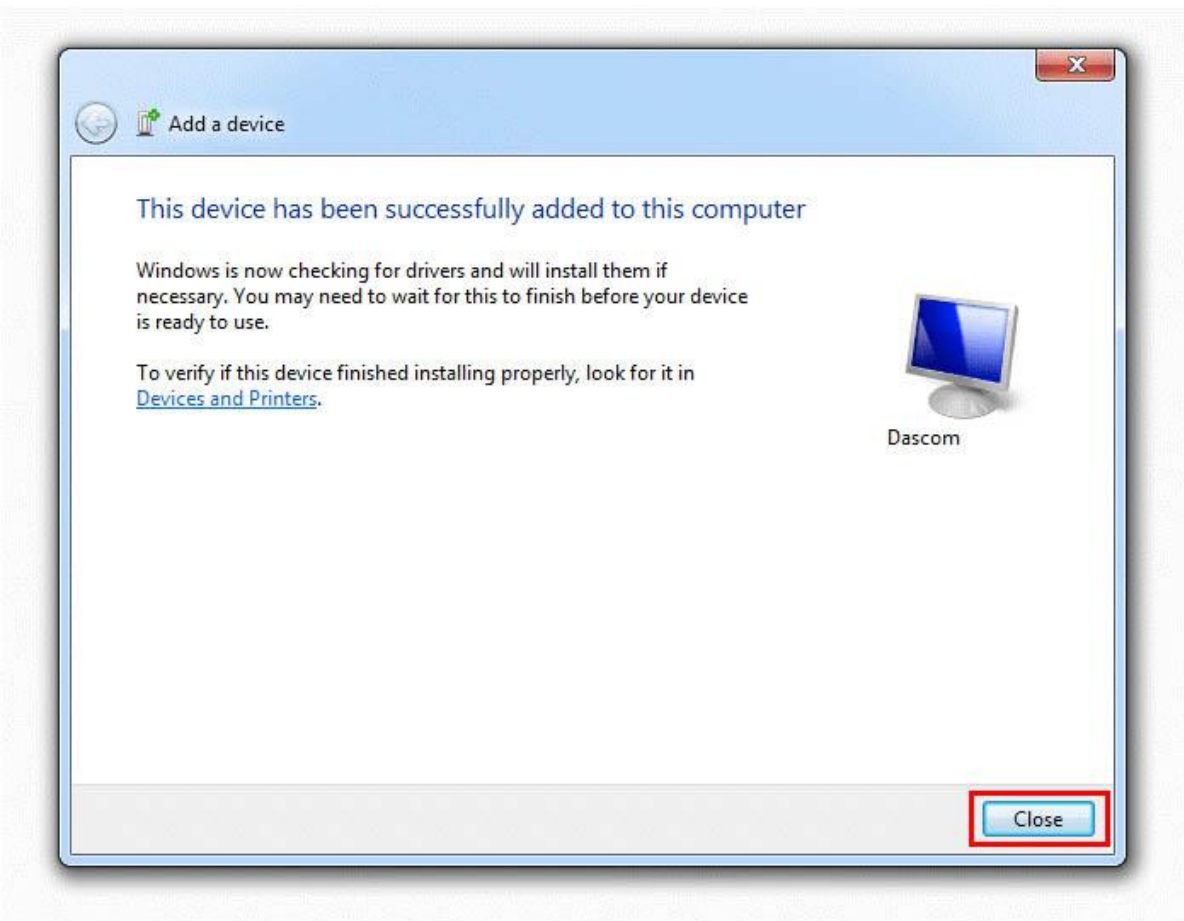 Add a device
This device has been successfully added to this computer
Windows is now checking for drivers and will install them if
necessary. You may need to wait for this to finish before your device
is ready to use.
To verify if this device finished installing properly, look for it in
Devices and Printers.
Dascom
Close